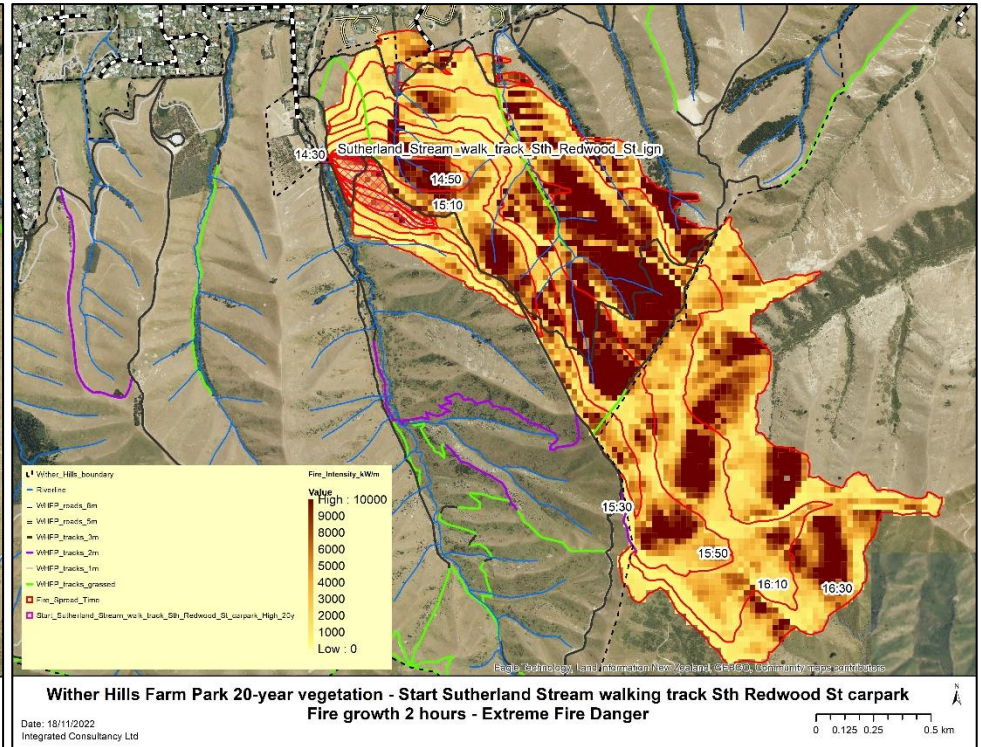 14:30
Sutherland_Stream_walk_track_Sth_Redwood_St_ign
14:50
15:10
15:30
15:50
16:10
16:30
Wither_Hills_boundary
Riverline
WHFP_roads_6m
WHFP_roads_5m
WHFP_tracks_3m
WHFP_tracks_2m
WHFP_tracks_1m
WHFP_tracks_grassed
Fire_Spread_Time
Start_Sutherland_Stream_walk_track_Sth_Redwood_St_carpark_High_20y
Fire_Intensity_kW/m
Value
High : 10000
9000
8000
7000
6000
5000
4000
3000
2000
1000
Low : 0
Eagle Technology, Land Information New Zealand, GEBCO, Community maps contributors
Wither Hills Farm Park 20-year vegetation - Start Sutherland Stream walking track Sth Redwood St carpark
Fire growth 2 hours - Extreme Fire Danger
Date: 18/11/2022
Integrated Consultancy Ltd
N
0 0.125 0.25 0.5 km